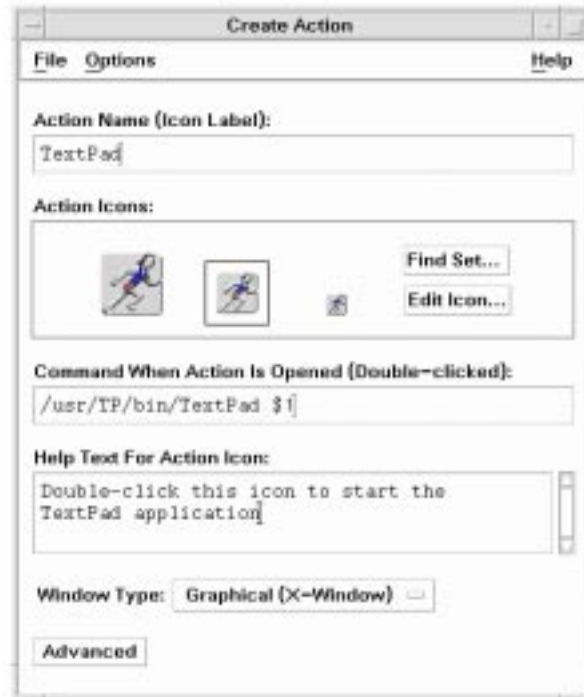 Create Action
File Options Help
Action Name (Icon Label):
TextPad
Action Icons:
Find Set...
Edit Icon...
Command When Action Is Opened (Double-clicked):
/usr/TP/bin/TextPad $1
Help Text For Action Icon:
Double-click this icon to start the
TextPad application
Window Type: Graphical (X-Window)
Advanced